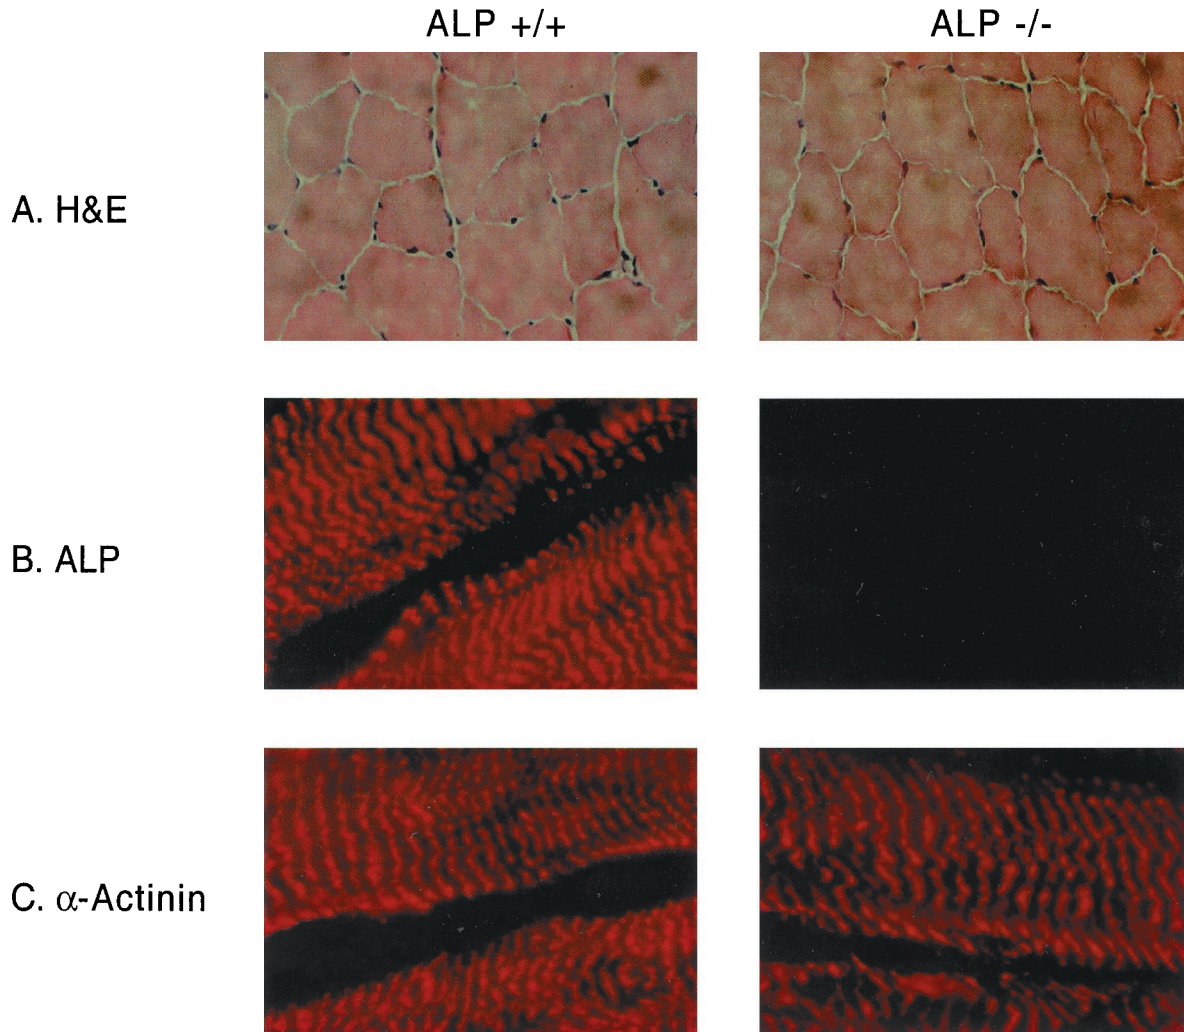 ALP +/+
ALP -/-
A. H&E
B. ALP
C. α-Actinin